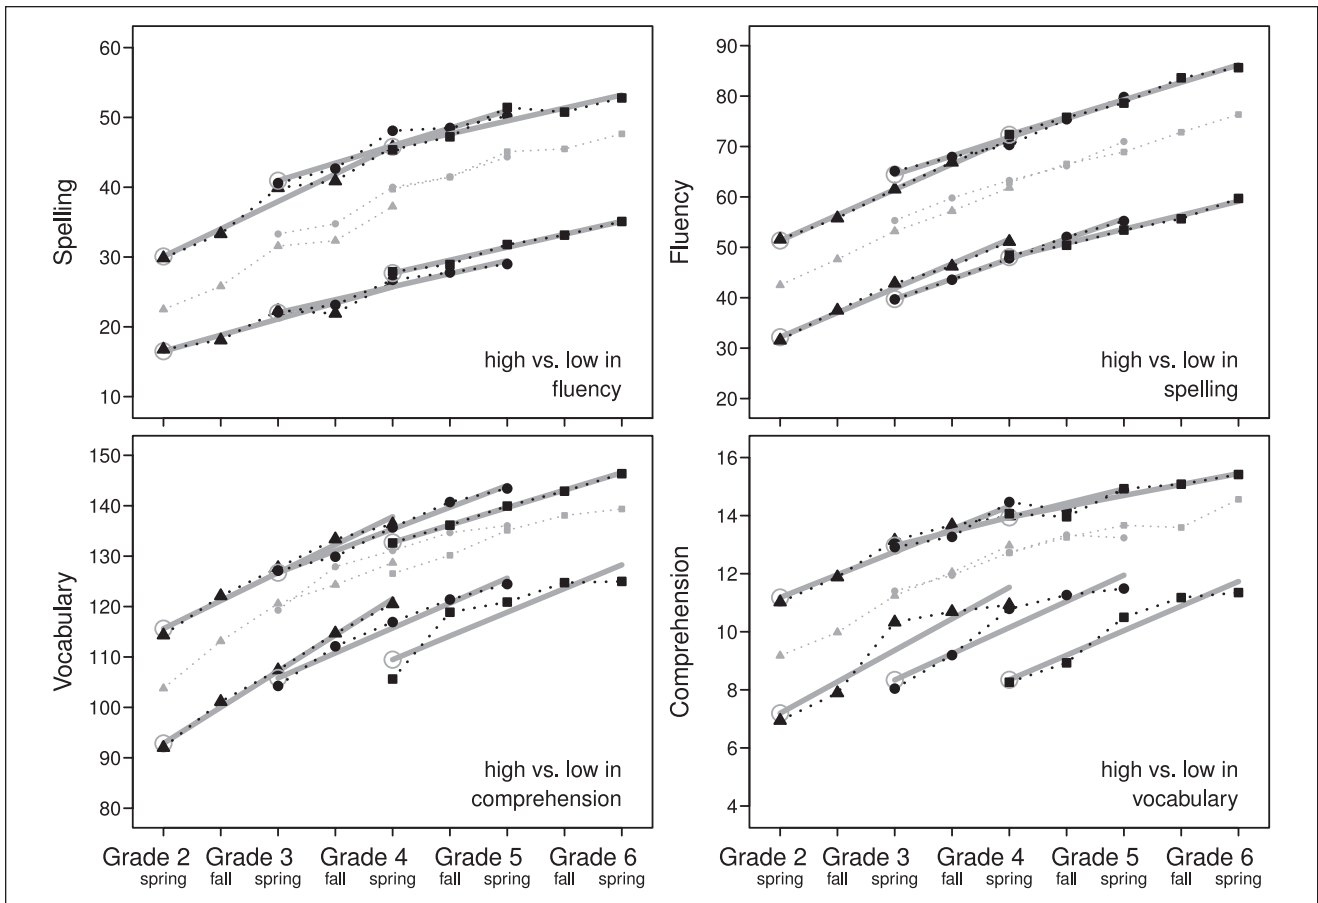 Spelling
60
50
40
30
20
10
high vs. low in
fluency
Fluency
90
80
70
60
50
40
30
20
high vs. low in
spelling
Vocabulary
150
140
130
120
110
100
90
80
high vs. low in
comprehension
Comprehension
16
14
12
10
8
6
4
high vs. low in
vocabulary
Grade 2 Grade 3 Grade 4 Grade 5 Grade 6
spring fall spring fall spring fall spring fall spring
Grade 2 Grade 3 Grade 4 Grade 5 Grade 6
spring fall spring fall spring fall spring fall spring